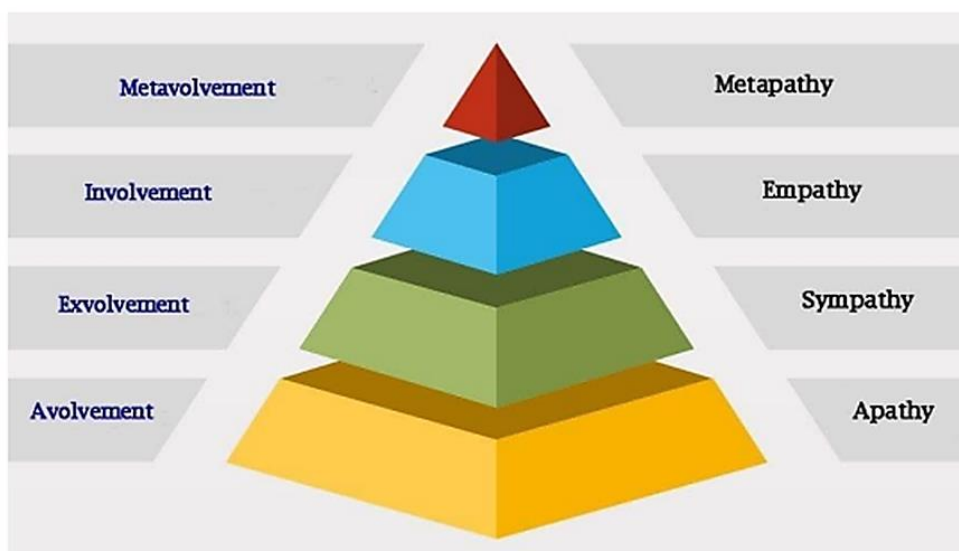 Metavolvement
Metapathy
Involvement
Empathy
Exvolvement
Sympathy
Avolvement
Apathy